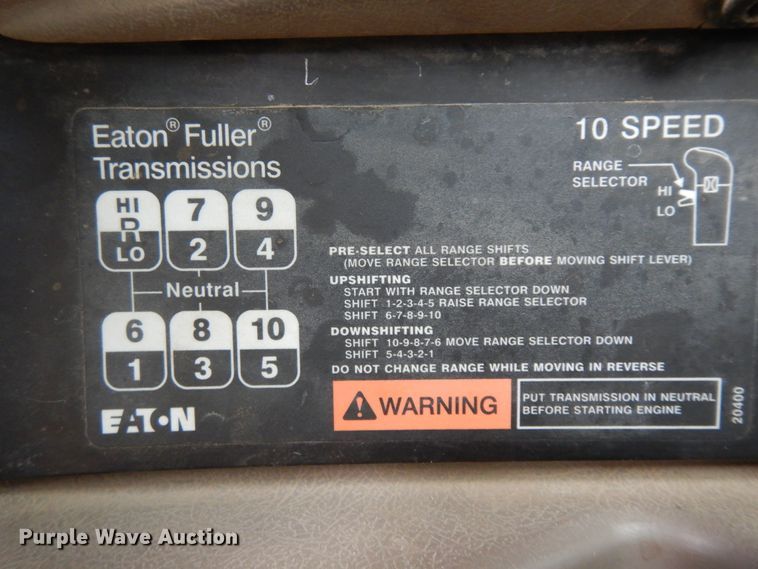 Eaton® Fuller®
Transmissions
10 SPEED
RANGE
SELECTOR
HI
LO
HI
R
LO
7
2
9
4
Neutral
6
1
8
3
10
5
PRE-SELECT ALL RANGE SHIFTS
(MOVE RANGE SELECTOR BEFORE MOVING SHIFT LEVER)
UPSHIFTING
START WITH RANGE SELECTOR DOWN
SHIFT 1-2-3-4-5 RAISE RANGE SELECTOR
SHIFT 6-7-8-9-10
DOWNSHIFTING
SHIFT 10-9-8-7-6 MOVE RANGE SELECTOR DOWN
SHIFT 5-4-3-2-1
DO NOT CHANGE RANGE WHILE MOVING IN REVERSE
WARNING
PUT TRANSMISSION IN NEUTRAL
BEFORE STARTING ENGINE
20400
EATON
Purple Wave Auction